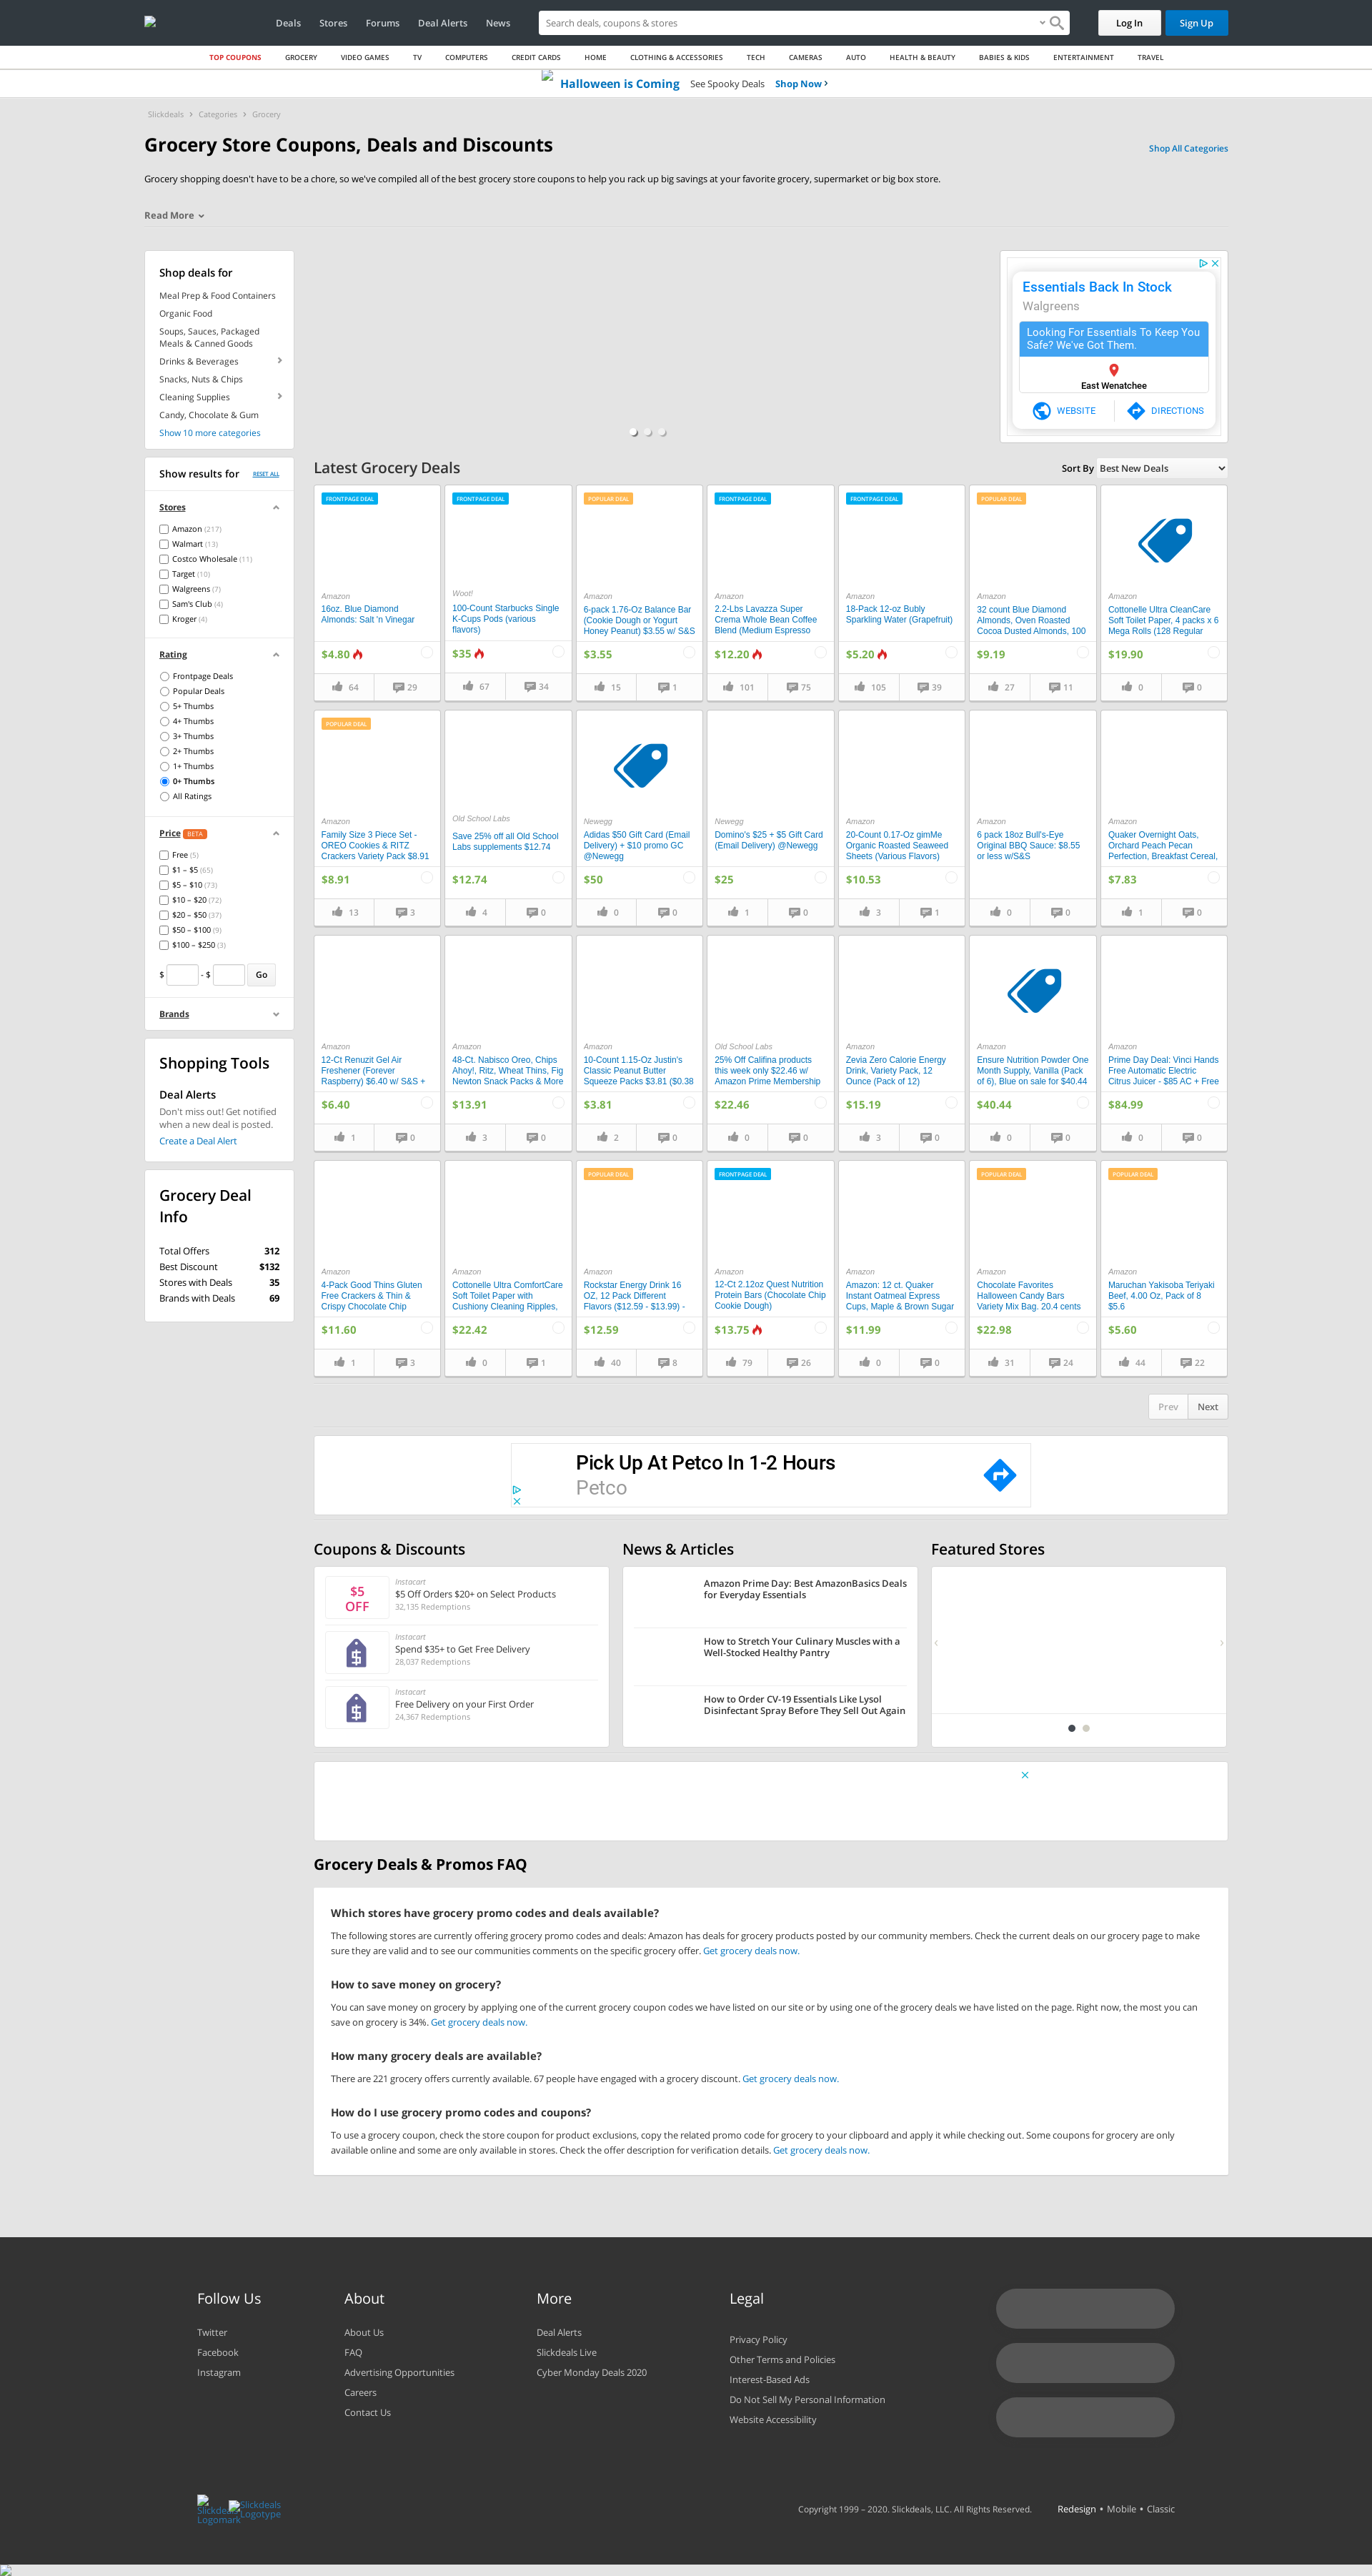 Deals Stores Forums Deal Alerts News
Search deals, coupons & stores
Log In
Sign Up
TOP COUPONS GROCERY VIDEO GAMES TV COMPUTERS CREDIT CARDS HOME CLOTHING & ACCESSORIES TECH CAMERAS AUTO HEALTH & BEAUTY BABIES & KIDS ENTERTAINMENT TRAVEL
Halloween is Coming See Spooky Deals Shop Now
Slickdeals Categories Grocery
Grocery Store Coupons, Deals and Discounts
Shop All Categories
Grocery shopping doesn't have to be a chore, so we've compiled all of the best grocery store coupons to help you rack up big savings at your favorite grocery, supermarket or big box store.
Read More
Shop deals for
Meal Prep & Food Containers
Organic Food
Soups, Sauces, Packaged
Meals & Canned Goods
Drinks & Beverages
Snacks, Nuts & Chips
Cleaning Supplies
Candy, Chocolate & Gum
Show 10 more categories
Essentials Back In Stock
Walgreens
Looking For Essentials To Keep You
Safe? We've Got Them.
East Wenatchee
WEBSITE
DIRECTIONS
Show results for RESET ALL
Stores
Amazon (217)
Walmart (13)
Costco Wholesale (11)
Target (10)
Walgreens (7)
Sam's Club (4)
Kroger (4)
Rating
Frontpage Deals
Popular Deals
5+ Thumbs
4+ Thumbs
3+ Thumbs
2+ Thumbs
1+ Thumbs
0+ Thumbs
All Ratings
Price BETA
Free (5)
$1 – $5 (65)
$5 – $10 (73)
$10 – $20 (72)
$20 – $50 (37)
$50 – $100 (9)
$100 – $250 (3)
$ - $ Go
Brands
Shopping Tools
Deal Alerts
Don't miss out! Get notified
when a new deal is posted.
Create a Deal Alert
Grocery Deal
Info
Total Offers 312
Best Discount $132
Stores with Deals 35
Brands with Deals 69
Latest Grocery Deals
Sort By Best New Deals
FRONTPAGE DEAL
Amazon
16oz. Blue Diamond
Almonds: Salt 'n Vinegar
$4.80
64 29
FRONTPAGE DEAL
Woot!
100-Count Starbucks Single
K-Cups Pods (various
flavors)
$35
67 34
POPULAR DEAL
Amazon
6-pack 1.76-Oz Balance Bar
(Cookie Dough or Yogurt
Honey Peanut) $3.55 w/ S&S
$3.55
15 1
FRONTPAGE DEAL
Amazon
2.2-Lbs Lavazza Super
Crema Whole Bean Coffee
Blend (Medium Espresso
$12.20
101 75
FRONTPAGE DEAL
Amazon
18-Pack 12-oz Bubly
Sparkling Water (Grapefruit)
$5.20
105 39
POPULAR DEAL
Amazon
32 count Blue Diamond
Almonds, Oven Roasted
Cocoa Dusted Almonds, 100
$9.19
27 11
Amazon
Cottonelle Ultra CleanCare
Soft Toilet Paper, 4 packs x 6
Mega Rolls (128 Regular
$19.90
0 0
POPULAR DEAL
Amazon
Family Size 3 Piece Set -
OREO Cookies & RITZ
Crackers Variety Pack $8.91
$8.91
13 3
Old School Labs
Save 25% off all Old School
Labs supplements $12.74
$12.74
4 0
Newegg
Adidas $50 Gift Card (Email
Delivery) + $10 promo GC
@Newegg
$50
0 0
Newegg
Domino's $25 + $5 Gift Card
(Email Delivery) @Newegg
$25
1 0
Amazon
20-Count 0.17-Oz gimMe
Organic Roasted Seaweed
Sheets (Various Flavors)
$10.53
3 1
Amazon
6 pack 18oz Bull's-Eye
Original BBQ Sauce: $8.55
or less w/S&S
0 0
Amazon
Quaker Overnight Oats,
Orchard Peach Pecan
Perfection, Breakfast Cereal,
$7.83
1 0
Amazon
12-Ct Renuzit Gel Air
Freshener (Forever
Raspberry) $6.40 w/ S&S +
$6.40
1 0
Amazon
48-Ct. Nabisco Oreo, Chips
Ahoy!, Ritz, Wheat Thins, Fig
Newton Snack Packs & More
$13.91
3 0
Amazon
10-Count 1.15-Oz Justin's
Classic Peanut Butter
Squeeze Packs $3.81 ($0.38
$3.81
2 0
Old School Labs
25% Off Califina products
this week only $22.46 w/
Amazon Prime Membership
$22.46
0 0
Amazon
Zevia Zero Calorie Energy
Drink, Variety Pack, 12
Ounce (Pack of 12)
$15.19
3 0
Amazon
Ensure Nutrition Powder One
Month Supply, Vanilla (Pack
of 6), Blue on sale for $40.44
$40.44
0 0
Amazon
Prime Day Deal: Vinci Hands
Free Automatic Electric
Citrus Juicer - $85 AC + Free
$84.99
0 0
Amazon
4-Pack Good Thins Gluten
Free Crackers & Thin &
Crispy Chocolate Chip
$11.60
1 3
Amazon
Cottonelle Ultra ComfortCare
Soft Toilet Paper with
Cushiony Cleaning Ripples,
$22.42
0 1
POPULAR DEAL
Amazon
Rockstar Energy Drink 16
OZ, 12 Pack Different
Flavors ($12.59 - $13.99) -
$12.59
40 8
FRONTPAGE DEAL
Amazon
12-Ct 2.12oz Quest Nutrition
Protein Bars (Chocolate Chip
Cookie Dough)
$13.75
79 26
Amazon
Amazon: 12 ct. Quaker
Instant Oatmeal Express
Cups, Maple & Brown Sugar
$11.99
0 0
POPULAR DEAL
Amazon
Chocolate Favorites
Halloween Candy Bars
Variety Mix Bag. 20.4 cents
$22.98
31 24
POPULAR DEAL
Amazon
Maruchan Yakisoba Teriyaki
Beef, 4.00 Oz, Pack of 8
$5.6
$5.60
44 22
Prev Next
Pick Up At Petco In 1-2 Hours
Petco
Coupons & Discounts
$5
OFF
Instacart
$5 Off Orders $20+ on Select Products
32,135 Redemptions
Instacart
Spend $35+ to Get Free Delivery
28,037 Redemptions
Instacart
Free Delivery on your First Order
24,367 Redemptions
News & Articles
Amazon Prime Day: Best AmazonBasics Deals
for Everyday Essentials
How to Stretch Your Culinary Muscles with a
Well-Stocked Healthy Pantry
How to Order CV-19 Essentials Like Lysol
Disinfectant Spray Before They Sell Out Again
Featured Stores
Grocery Deals & Promos FAQ
Which stores have grocery promo codes and deals available?
The following stores are currently offering grocery promo codes and deals: Amazon has deals for grocery products posted by our community members. Check the current deals on our grocery page to make
sure they are valid and to see our communities comments on the specific grocery offer. Get grocery deals now.
How to save money on grocery?
You can save money on grocery by applying one of the current grocery coupon codes we have listed on our site or by using one of the grocery deals we have listed on the page. Right now, the most you can
save on grocery is 34%. Get grocery deals now.
How many grocery deals are available?
There are 221 grocery offers currently available. 67 people have engaged with a grocery discount. Get grocery deals now.
How do I use grocery promo codes and coupons?
To use a grocery coupon, check the store coupon for product exclusions, copy the related promo code for grocery to your clipboard and apply it while checking out. Some coupons for grocery are only
available online and some are only available in stores. Check the offer description for verification details. Get grocery deals now.
Follow Us
Twitter
Facebook
Instagram
About
About Us
FAQ
Advertising Opportunities
Careers
Contact Us
More
Deal Alerts
Slickdeals Live
Cyber Monday Deals 2020
Legal
Privacy Policy
Other Terms and Policies
Interest-Based Ads
Do Not Sell My Personal Information
Website Accessibility
Slickdeals
Logomark
Slickdeals
Logotype
Copyright 1999 – 2020. Slickdeals, LLC. All Rights Reserved. Redesign • Mobile • Classic